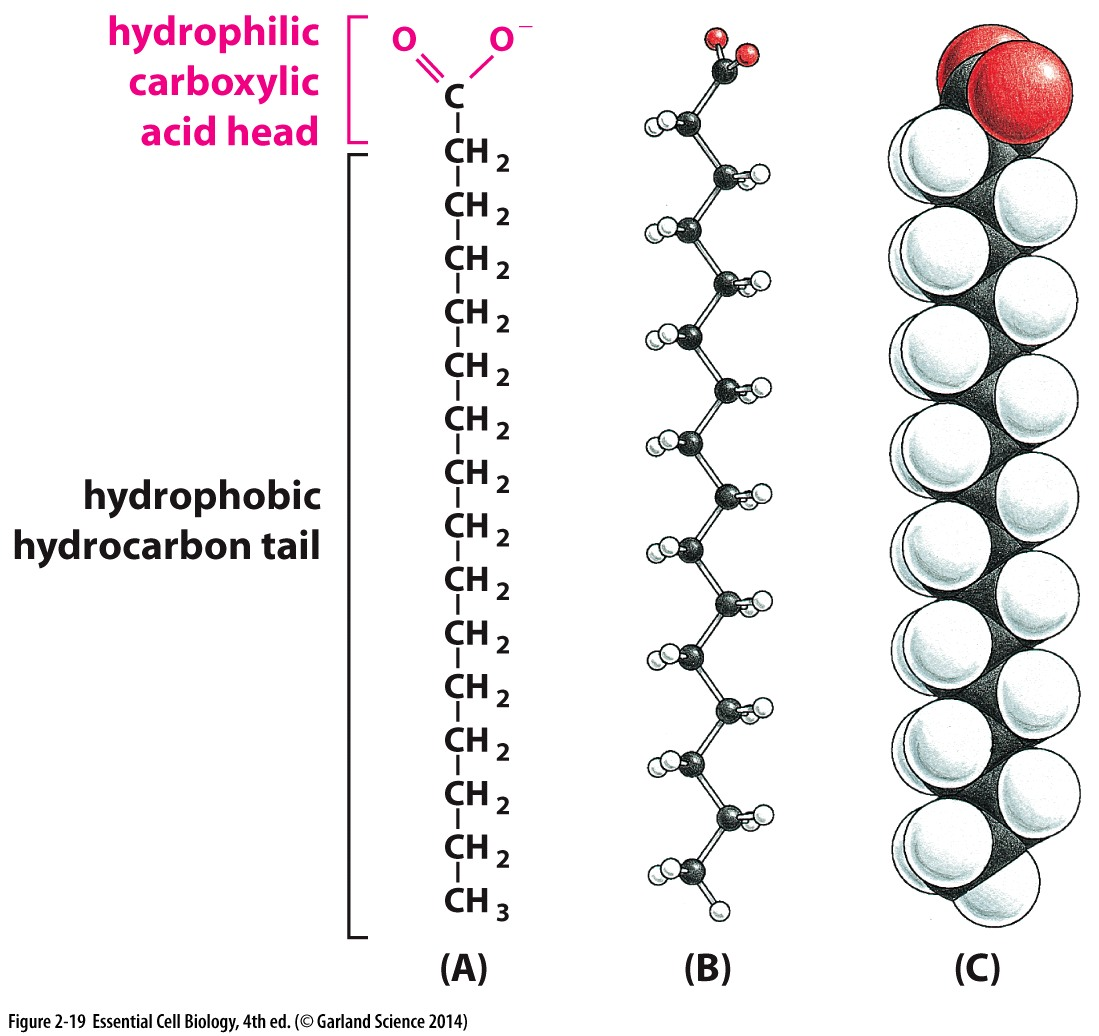 hydrophilic
carboxylic
acid head
O O⁻
C
CH2
CH2
CH2
CH2
CH2
CH2
CH2
CH2
CH2
CH2
CH2
CH2
CH2
CH2
CH3
hydrophobic
hydrocarbon tail
(A) (B) (C)
Figure 2-19 Essential Cell Biology, 4th ed. (© Garland Science 2014)